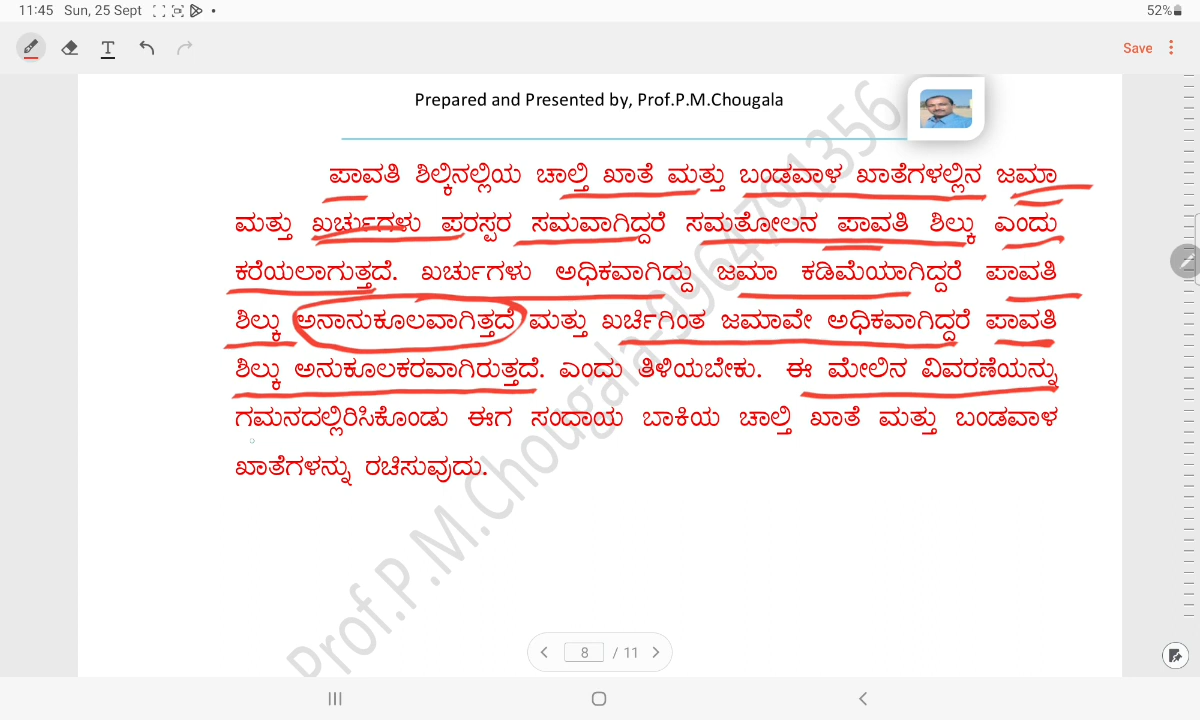 11:45 Sun, 25 Sept 52%
Save
Prepared and Presented by, Prof.P.M.Chougala
ಪಾವತಿ ಶಿಲ್ಕಿನಲ್ಲಿಯ ಚಾಲ್ತಿ ಖಾತೆ ಮತ್ತು ಬಂಡವಾಳ ಖಾತೆಗಳಲ್ಲಿನ ಜಮಾ
ಮತ್ತು ಖರ್ಚುಗಳು ಪರಸ್ಪರ ಸಮವಾಗಿದ್ದರೆ ಸಮತೋಲನ ಪಾವತಿ ಶಿಲ್ಕು ಎಂದು
ಕರೆಯಲಾಗುತ್ತದೆ. ಖರ್ಚುಗಳು ಅಧಿಕವಾಗಿದ್ದು ಜಮಾ ಕಡಿಮೆಯಾಗಿದ್ದರೆ ಪಾವತಿ
ಶಿಲ್ಕು ಅನಾನುಕೂಲವಾಗಿತ್ತದೆ ಮತ್ತು ಖರ್ಚಿಗಿಂತ ಜಮಾವೇ ಅಧಿಕವಾಗಿದ್ದರೆ ಪಾವತಿ
ಶಿಲ್ಕು ಅನುಕೂಲಕರವಾಗಿರುತ್ತದೆ. ಎಂದು ತಿಳಿಯಬೇಕು. ಈ ಮೇಲಿನ ವಿವರಣೆಯನ್ನು
ಗಮನದಲ್ಲಿರಿಸಿಕೊಂಡು ಈಗ ಸಂದಾಯ ಬಾಕಿಯ ಚಾಲ್ತಿ ಖಾತೆ ಮತ್ತು ಬಂಡವಾಳ
ಖಾತೆಗಳನ್ನು ರಚಿಸುವುದು.
Prof.P.M.Chougala-9964791356
8 / 11